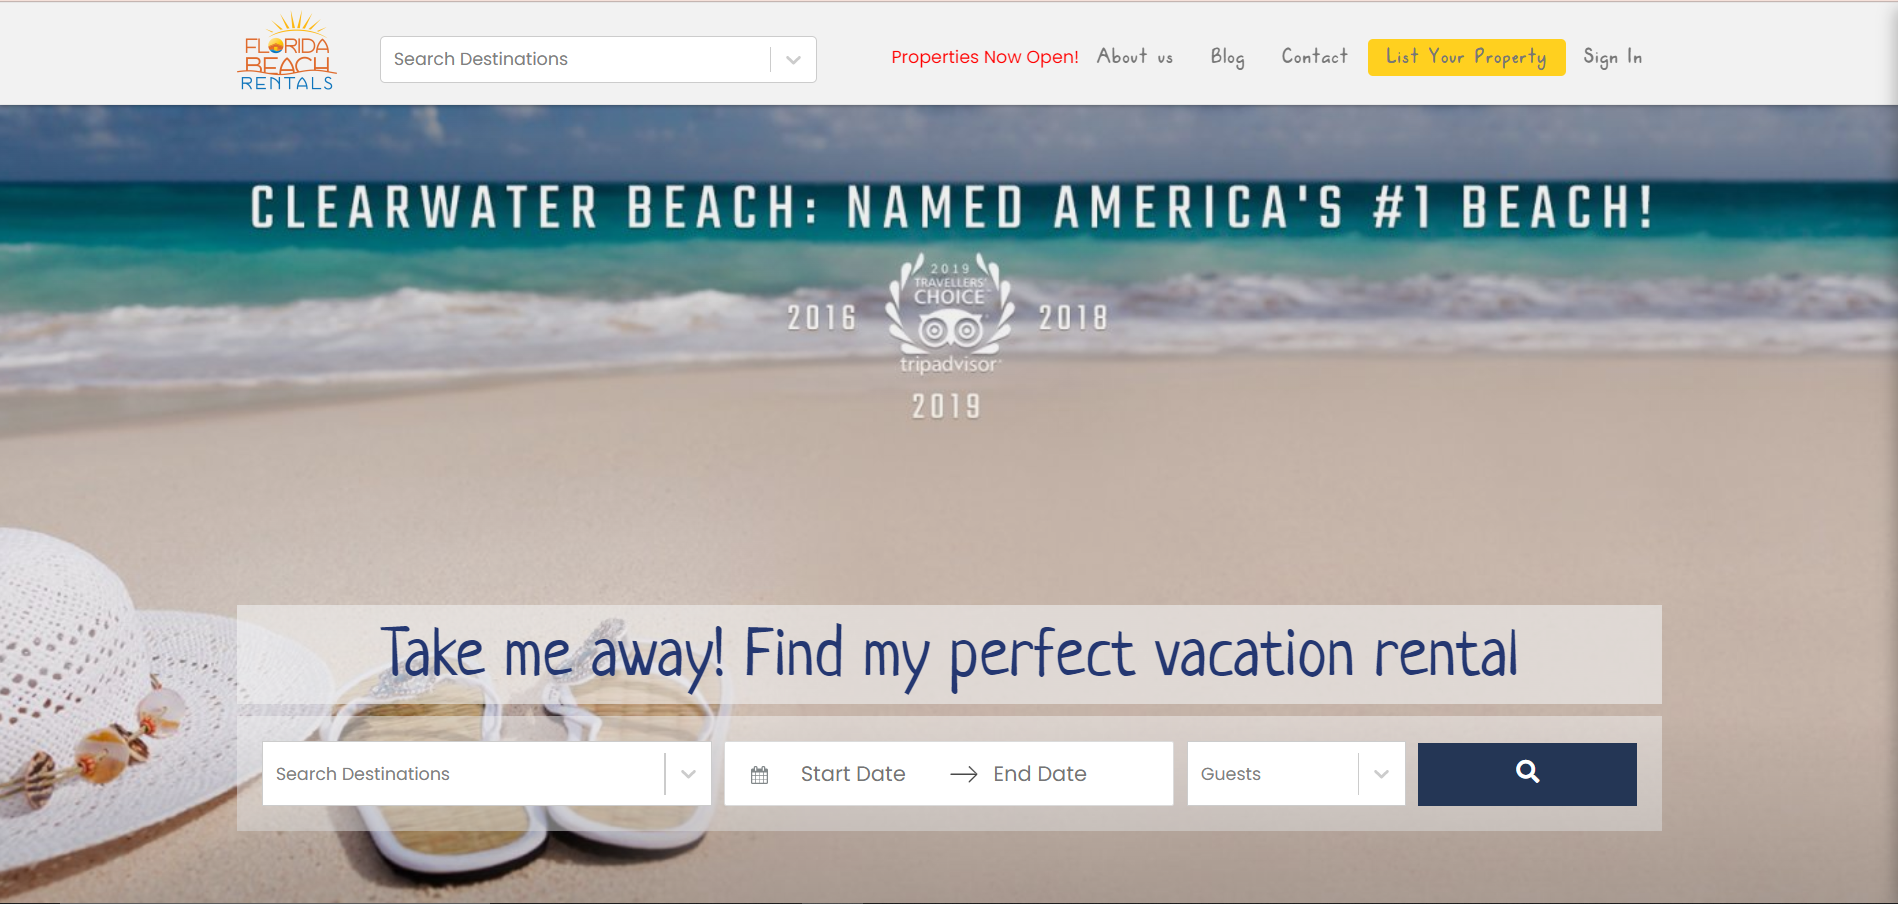 FLORIDA
BEACH
RENTALS
Search Destinations
Properties Now Open!
About us
Blog
Contact
List Your Property
Sign In
CLEARWATER BEACH: NAMED AMERICA'S #1 BEACH!
2019
TRAVELLERS'
CHOICE
2016
2018
tripadvisor
2019
Take me away! Find my perfect vacation rental
Search Destinations
Start Date
End Date
Guests